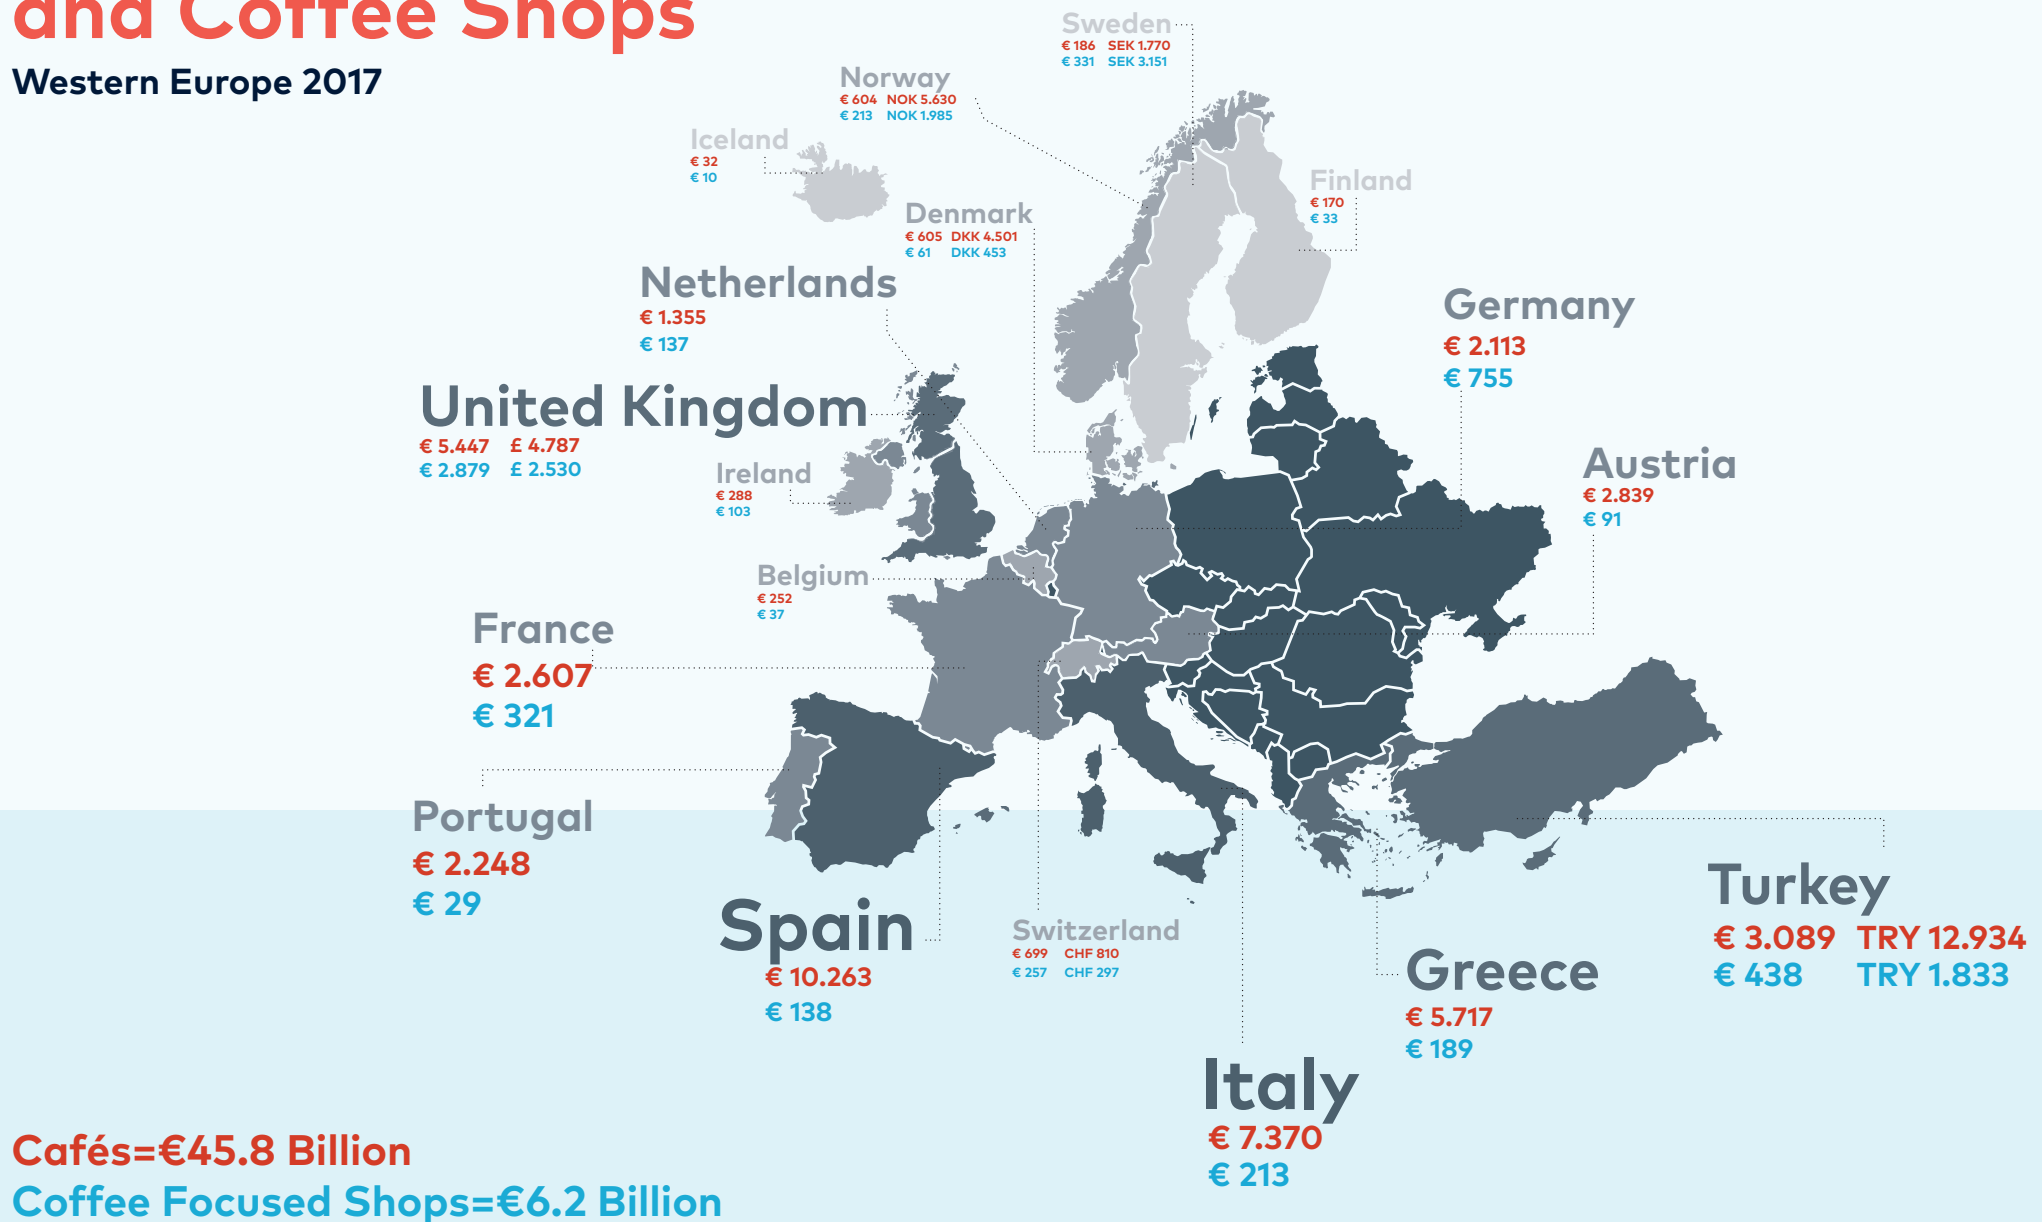 and Coffee Shops
Western Europe 2017
Sweden
€ 186 SEK 1.770
€ 331 SEK 3.151
Norway
€ 604 NOK 5.630
€ 213 NOK 1.985
Iceland
€ 32
€ 10
Finland
€ 170
€ 33
Denmark
€ 605 DKK 4.501
€ 61 DKK 453
Netherlands
€ 1.355
€ 137
Germany
€ 2.113
€ 755
United Kingdom
€ 5.447 £ 4.787
€ 2.879 £ 2.530
Ireland
€ 288
€ 103
Austria
€ 2.839
€ 91
Belgium
€ 252
€ 37
France
€ 2.607
€ 321
Portugal
€ 2.248
€ 29
Spain
€ 10.263
€ 138
Switzerland
€ 699 CHF 810
€ 257 CHF 297
Turkey
€ 3.089 TRY 12.934
€ 438 TRY 1.833
Greece
€ 5.717
€ 189
Italy
€ 7.370
€ 213
Cafés=€45.8 Billion
Coffee Focused Shops=€6.2 Billion